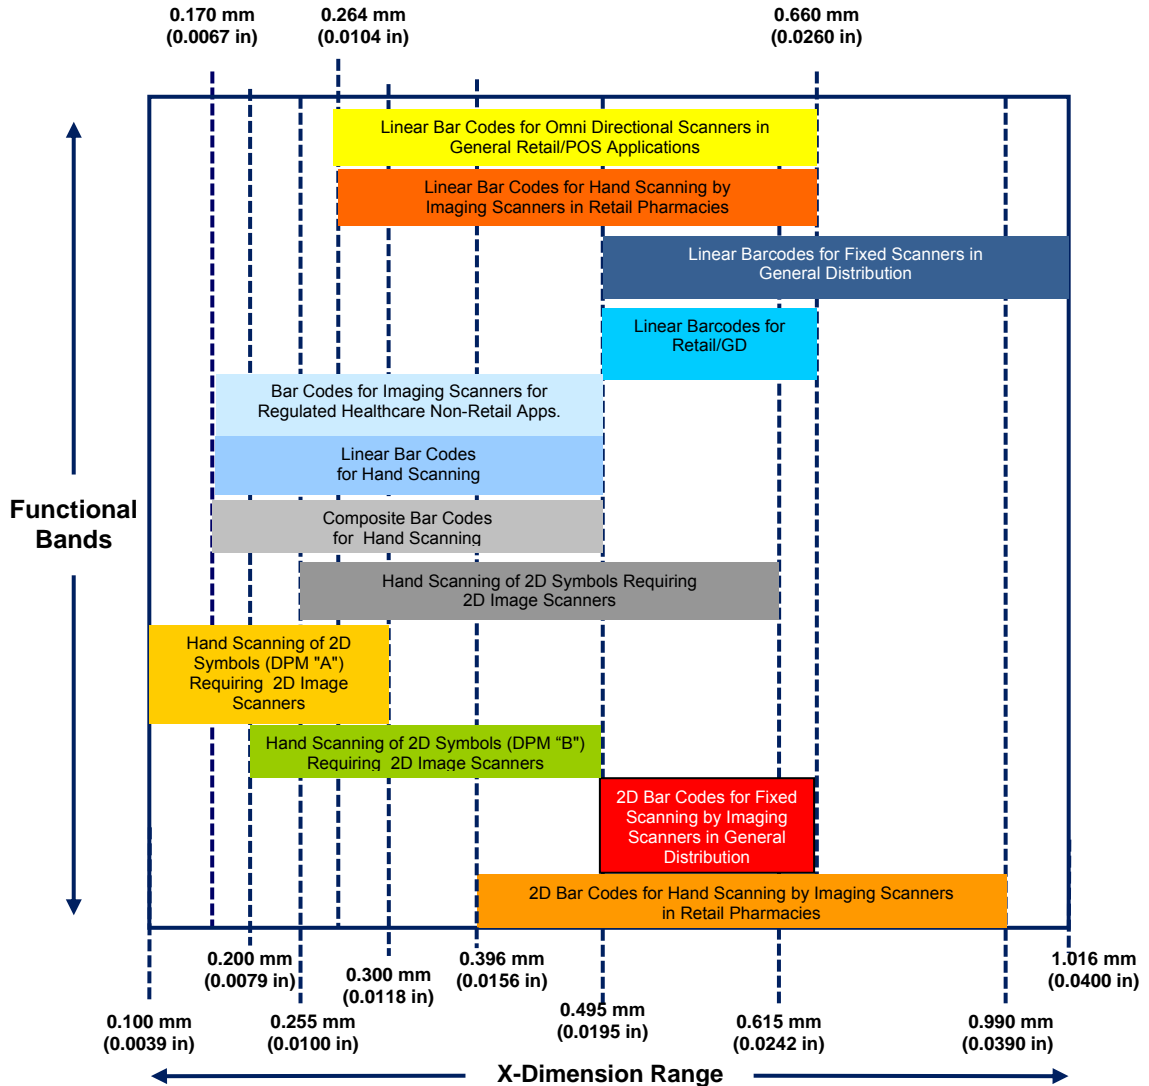 0.170 mm
(0.0067 in)
0.264 mm
(0.0104 in)
0.660 mm
(0.0260 in)
Linear Bar Codes for Omni Directional Scanners in
General Retail/POS Applications
Linear Bar Codes for Hand Scanning by
Imaging Scanners in Retail Pharmacies
Linear Barcodes for Fixed Scanners in
General Distribution
Linear Barcodes for
Retail/GD
Bar Codes for Imaging Scanners for
Regulated Healthcare Non-Retail Apps.
Linear Bar Codes
for Hand Scanning
Functional
Bands
Composite Bar Codes
for Hand Scanning
Hand Scanning of 2D Symbols Requiring
2D Image Scanners
Hand Scanning of 2D
Symbols (DPM "A")
Requiring 2D Image
Scanners
Hand Scanning of 2D Symbols (DPM “B")
Requiring 2D Image Scanners
2D Bar Codes for Fixed
Scanning by Imaging
Scanners in General
Distribution
2D Bar Codes for Hand Scanning by Imaging Scanners
in Retail Pharmacies
0.200 mm
(0.0079 in)
0.300 mm
(0.0118 in)
0.396 mm
(0.0156 in)
1.016 mm
(0.0400 in)
0.100 mm
(0.0039 in)
0.255 mm
(0.0100 in)
0.495 mm
(0.0195 in)
0.615 mm
(0.0242 in)
0.990 mm
(0.0390 in)
X-Dimension Range